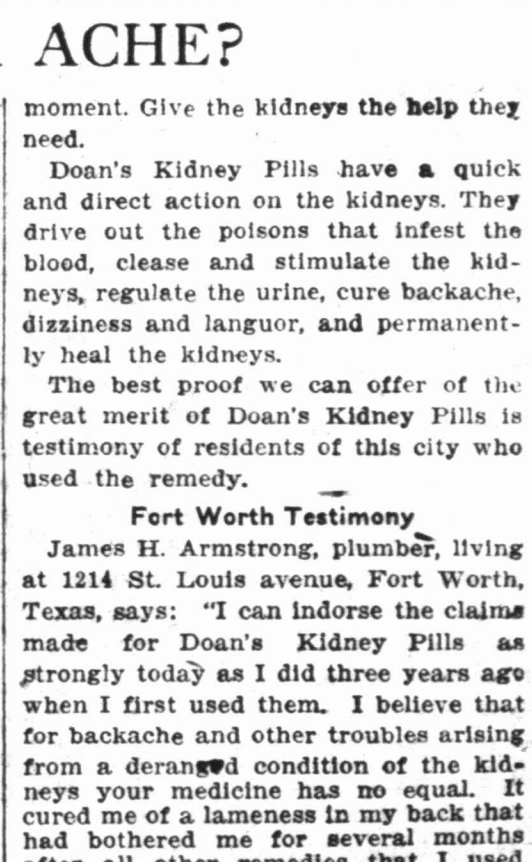 ACHE?
moment. Give the kidneys the help they
need.
Doan's Kidney Pills have a quick
and direct action on the kidneys. They
drive out the poisons that infest the
blood, clease and stimulate the kid-
neys, regulate the urine, cure backache,
dizziness and languor, and permanent-
ly heal the kidneys.
The best proof we can offer of the
great merit of Doan's Kidney Pills is
testimony of residents of this city who
used the remedy.
Fort Worth Testimony
James H. Armstrong, plumber, living
at 1214 St. Louis avenue, Fort Worth,
Texas, says: "I can indorse the claims
made for Doan's Kidney Pills as
strongly today as I did three years ago
when I first used them. I believe that
for backache and other troubles arising
from a deranged condition of the kid-
neys your medicine has no equal. It
cured me of a lameness in my back that
had bothered me for several months
after all other remedies that I used